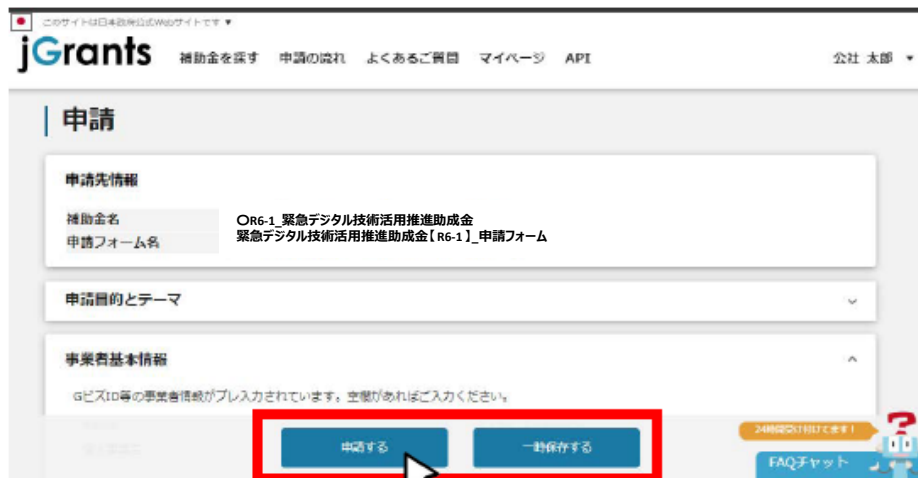 このサイトは日本政府公式Webサイトです ▼
jGrants 補助金を探す 申請の流れ よくあるご質問 マイページ API 公社 太郎 ▼
申請
申請先情報
補助金名 〇R6-1_緊急デジタル技術活用推進助成金
申請フォーム名 緊急デジタル技術活用推進助成金【R6-1】_申請フォーム
申請目的とテーマ
事業者基本情報
GビズID等の事業者情報がプレ入力されています。空欄があればご入力ください。
申請する 一時保存する
24時間受け付けてます！
FAQチャット